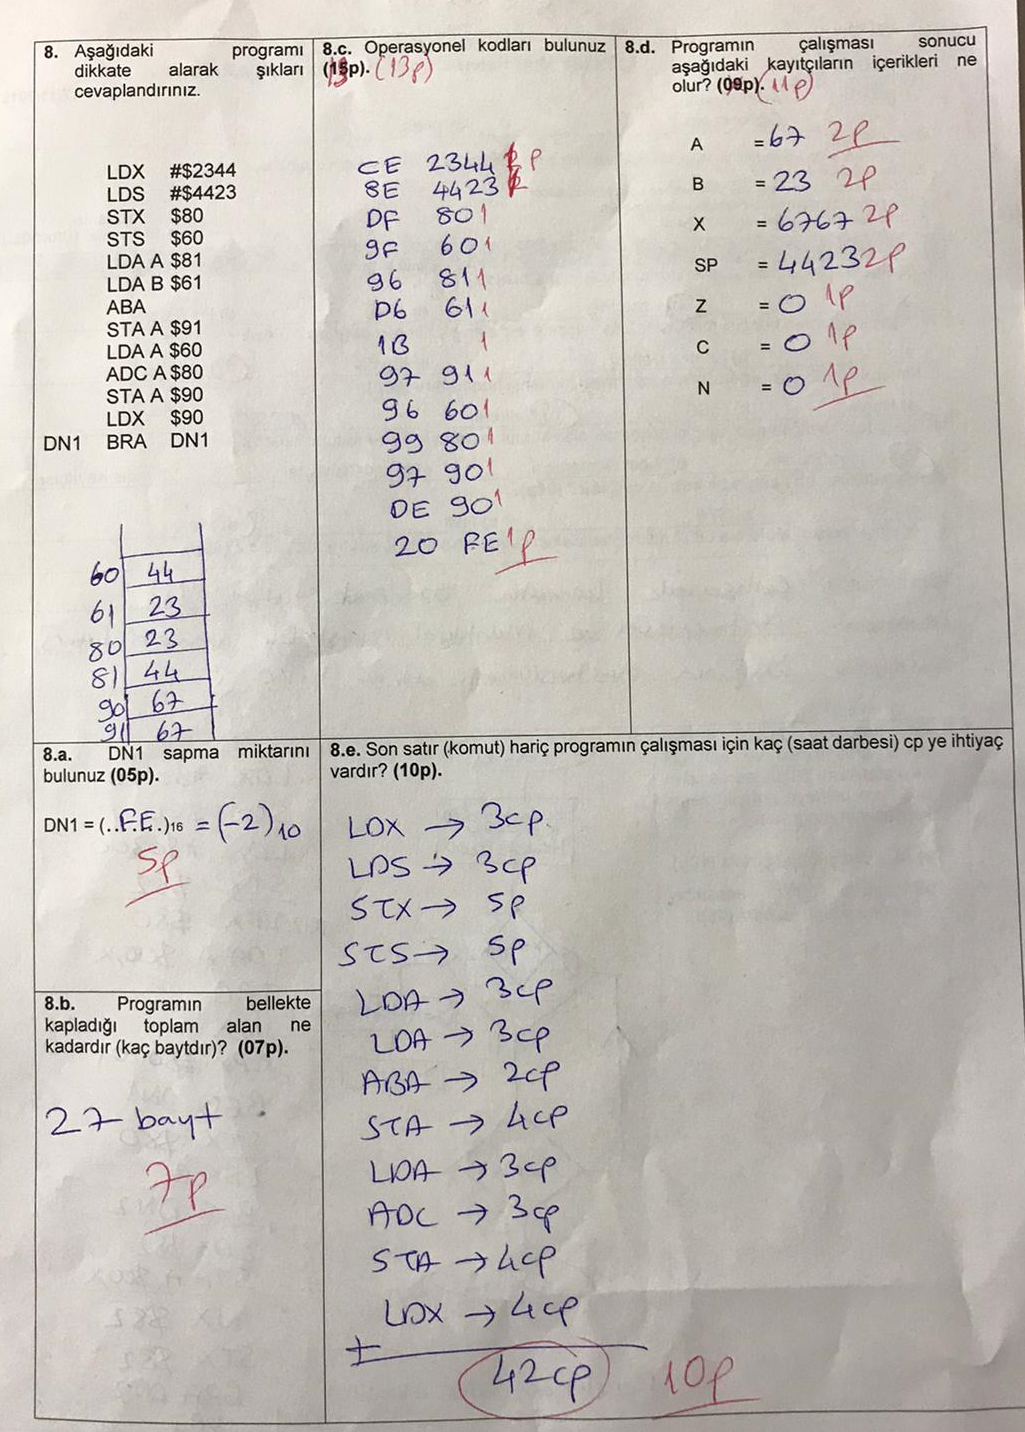 8. Aşağıdaki programı
dikkate alarak şıkları
cevaplandırınız.
LDX #$2344
LDS #$4423
STX $80
STS $60
LDA A $81
LDA B $61
ABA
STA A $91
LDA A $60
ADC A $80
STA A $90
LDX $90
DN1 BRA DN1
60 44
61 23
80 23
81 44
90 67
91 67
8.c. Operasyonel kodları bulunuz
(13p). (13p)
CE 2344 p
8E 4423
DF 80 1
9F 60 1
96 81 1
D6 61 1
1B 1
97 91 1
96 60 1
99 80 1
97 90 1
DE 90 1
20 FE 1p
8.d. Programın çalışması sonucu
aşağıdaki kayıtçıların içerikleri ne
olur? (09p). (11p)
A = 67 2p
B = 23 2p
X = 6767 2p
SP = 4423 2p
Z = 0 1p
C = 0 1p
N = 0 1p
8.a. DN1 sapma miktarını
bulunuz (05p).
DN1 = (..F.E.)16 = (-2)10
5p
8.b. Programın bellekte
kapladığı toplam alan ne
kadardır (kaç baytdır)? (07p).
27 bayt
7p
8.e. Son satır (komut) hariç programın çalışması için kaç (saat darbesi) cp ye ihtiyaç
vardır? (10p).
LDX → 3cp
LDS → 3cp
STX → 5p
STS → 5p
LDA → 3cp
LDA → 3cp
ABA → 2cp
STA → 4cp
LDA → 3cp
ADC → 3cp
STA → 4cp
LDX → 4cp
+
42cp 10p